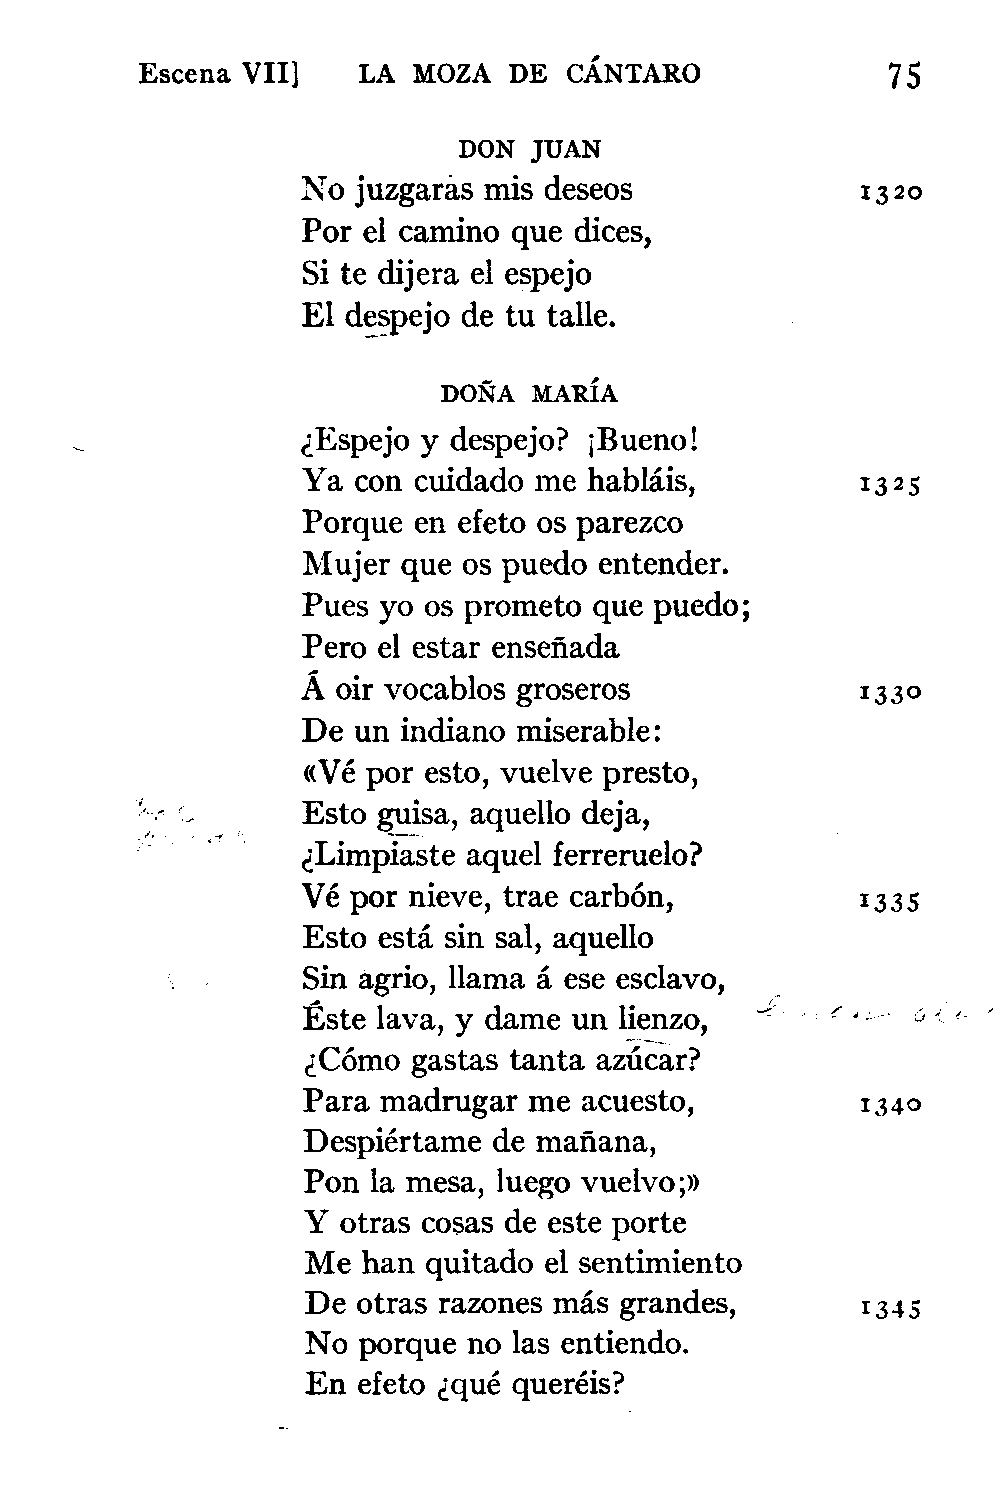 Escena VII] LA MOZA DE CÁNTARO 75
DON JUAN
No juzgaras mis deseos 1320
Por el camino que dices,
Si te dijera el espejo
El despejo de tu talle.
DOÑA MARÍA
¿Espejo y despejo? ¡Bueno!
Ya con cuidado me habláis, 1325
Porque en efeto os parezco
Mujer que os puedo entender.
Pues yo os prometo que puedo;
Pero el estar enseñada
Á oir vocablos groseros 1330
De un indiano miserable:
«Vé por esto, vuelve presto,
Esto guisa, aquello deja,
¿Limpiaste aquel ferreruelo?
Vé por nieve, trae carbón, 1335
Esto está sin sal, aquello
Sin agrio, llama á ese esclavo,
Éste lava, y dame un lienzo,
¿Cómo gastas tanta azúcar?
Para madrugar me acuesto, 1340
Despiértame de mañana,
Pon la mesa, luego vuelvo;»
Y otras cosas de este porte
Me han quitado el sentimiento
De otras razones más grandes, 1345
No porque no las entiendo.
En efeto ¿qué queréis?